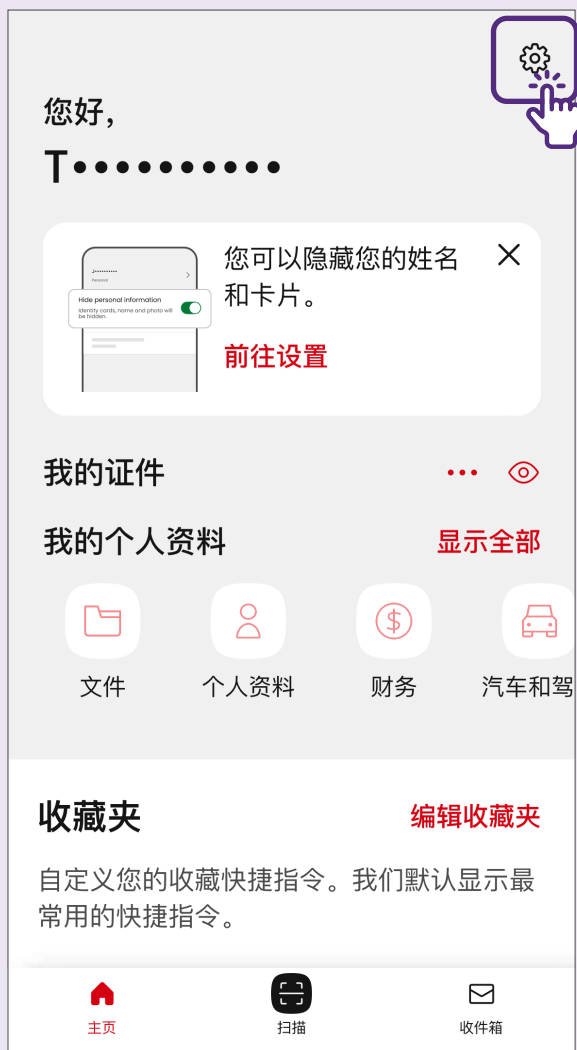 您好，
T••••••••••
J••••••••••
Hide personal information
Identity cards, name and photo will
be hidden.
您可以隐藏您的姓名
和卡片。
前往设置
我的证件
我的个人资料
显示全部
文件
个人资料
财务
汽车和驾
收藏夹
编辑收藏夹
自定义您的收藏快捷指令。我们默认显示最
常用的快捷指令。
主页
扫描
收件箱